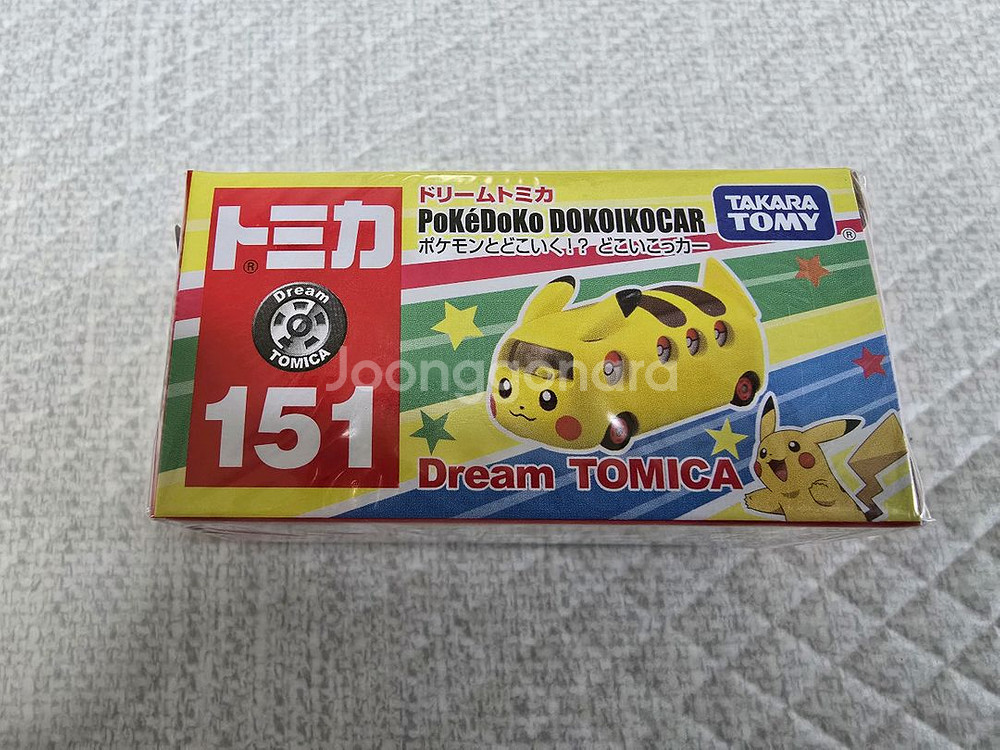 トミカ
®
Dream
TOMICA
151
ドリームトミカ
PoKéDoKo DOKOIKOCAR
ポケモンとどこいく!? どこいこっカー
TAKARA
TOMY
®
Joonggonara
Dream TOMICA